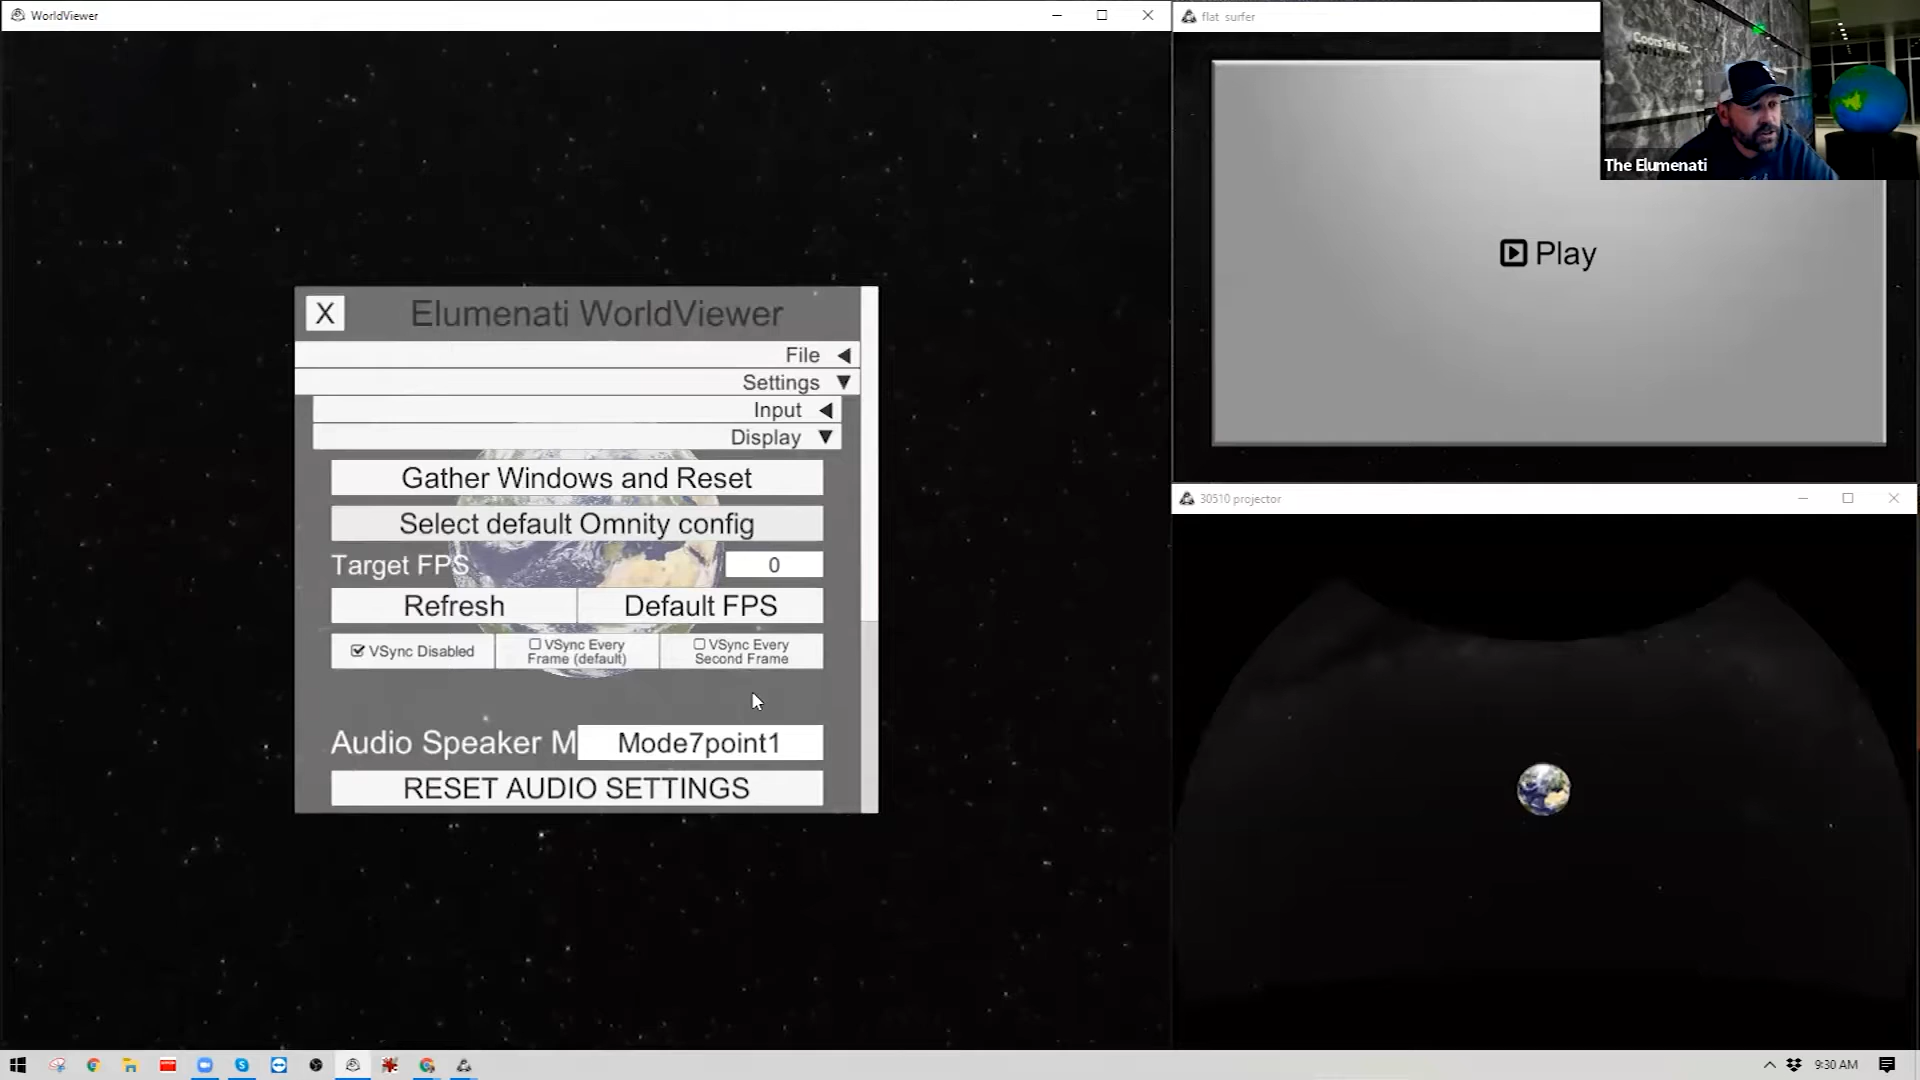 WorldViewer
flat surfer
CoorsTek Inc.
The Elumenati
Play
X
Elumenati WorldViewer
File
Settings
Input
Display
Gather Windows and Reset
Select default Omnity config
Target FPS
0
Refresh
Default FPS
VSync Disabled
VSync Every
Frame (default)
VSync Every
Second Frame
Audio Speaker M
Mode7point1
RESET AUDIO SETTINGS
30510 projector
9:30 AM